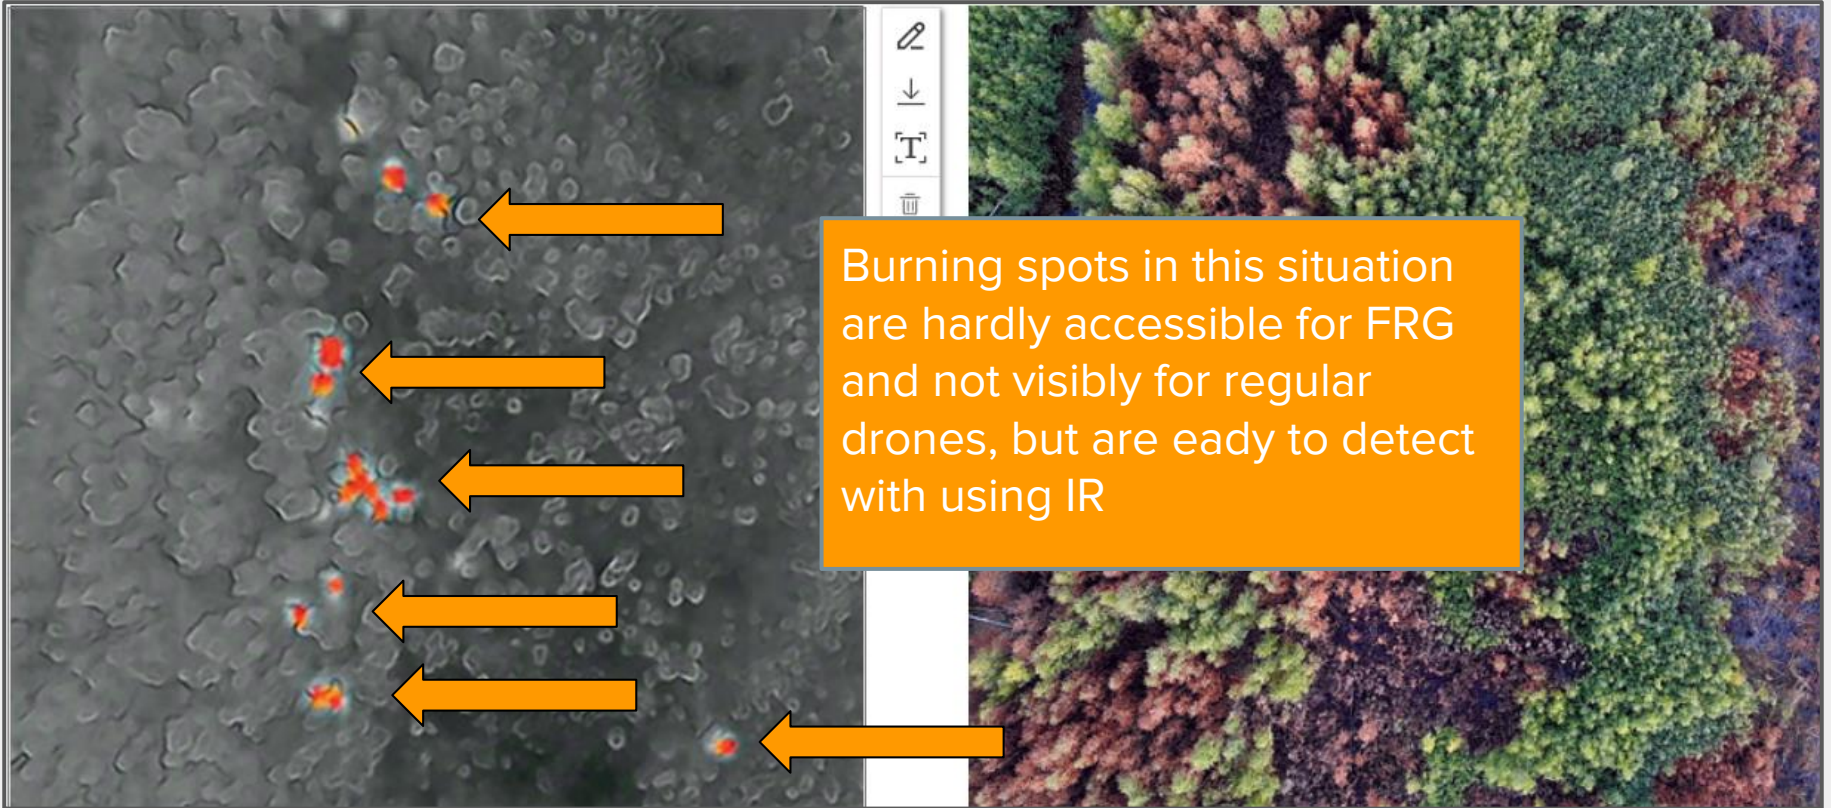 Burning spots in this situation
are hardly accessible for FRG
and not visibly for regular
drones, but are eady to detect
with using IR